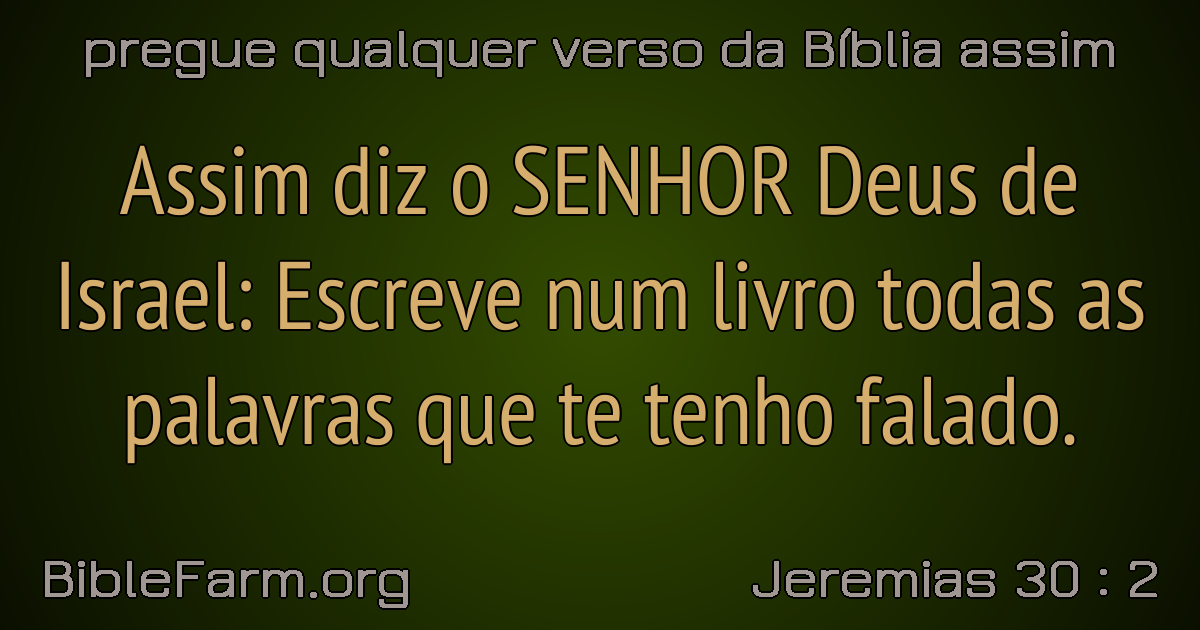 pregue qualquer verso da Bíblia assim
Assim diz o SENHOR Deus de
Israel: Escreve num livro todas as
palavras que te tenho falado.
BibleFarm.org
Jeremias 30 : 2